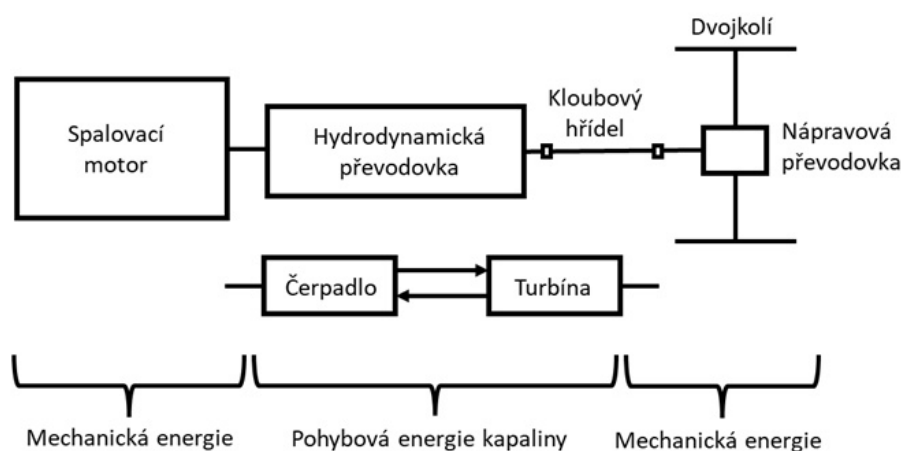 Dvojkolí
Spalovací
motor
Hydrodynamická
převodovka
Kloubový
hřídel
Nápravová
převodovka
Čerpadlo
Turbína
Mechanická energie
Pohybová energie kapaliny
Mechanická energie